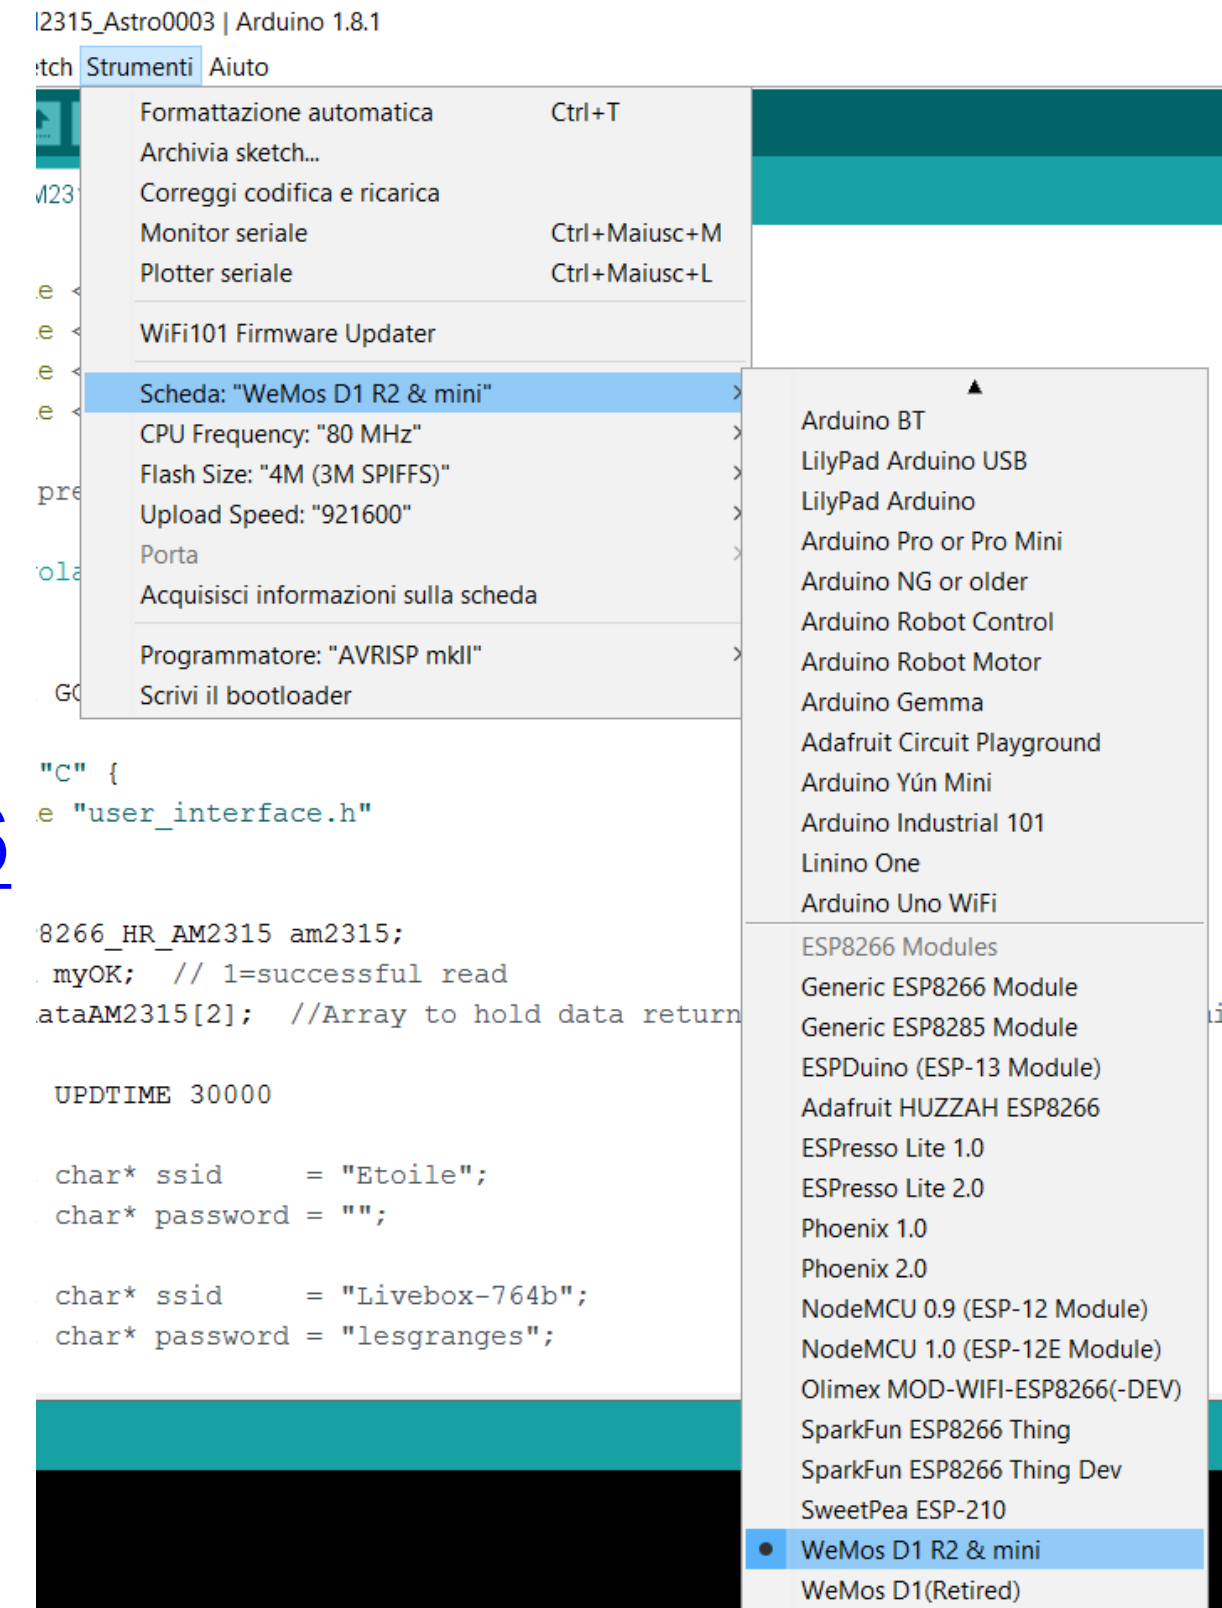 2315_Astro0003 | Arduino 1.8.1
Strumenti Aiuto
Formattazione automatica Ctrl+T
Archivia sketch...
Correggi codifica e ricarica
Monitor seriale Ctrl+Maiusc+M
Plotter seriale Ctrl+Maiusc+L
WiFi101 Firmware Updater
Scheda: "WeMos D1 R2 & mini"
CPU Frequency: "80 MHz"
Flash Size: "4M (3M SPIFFS)"
Upload Speed: "921600"
Porta
Acquisisci informazioni sulla scheda
Programmatore: "AVRISP mkII"
Scrivi il bootloader
Arduino BT
LilyPad Arduino USB
LilyPad Arduino
Arduino Pro or Pro Mini
Arduino NG or older
Arduino Robot Control
Arduino Robot Motor
Arduino Gemma
Adafruit Circuit Playground
Arduino Yún Mini
Arduino Industrial 101
Linino One
Arduino Uno WiFi
ESP8266 Modules
Generic ESP8266 Module
Generic ESP8285 Module
ESPDuino (ESP-13 Module)
Adafruit HUZZAH ESP8266
ESPresso Lite 1.0
ESPresso Lite 2.0
Phoenix 1.0
Phoenix 2.0
NodeMCU 0.9 (ESP-12 Module)
NodeMCU 1.0 (ESP-12E Module)
Olimex MOD-WIFI-ESP8266(-DEV)
SparkFun ESP8266 Thing
SparkFun ESP8266 Thing Dev
SweetPea ESP-210
WeMos D1 R2 & mini
WeMos D1(Retired)
"C" {
e "user_interface.h"
8266_HR_AM2315 am2315;
myOK; // 1=successful read
ataAM2315[2]; //Array to hold data return
UPDTIME 30000
char* ssid = "Etoile";
char* password = "";
char* ssid = "Livebox-764b";
char* password = "lesgranges";